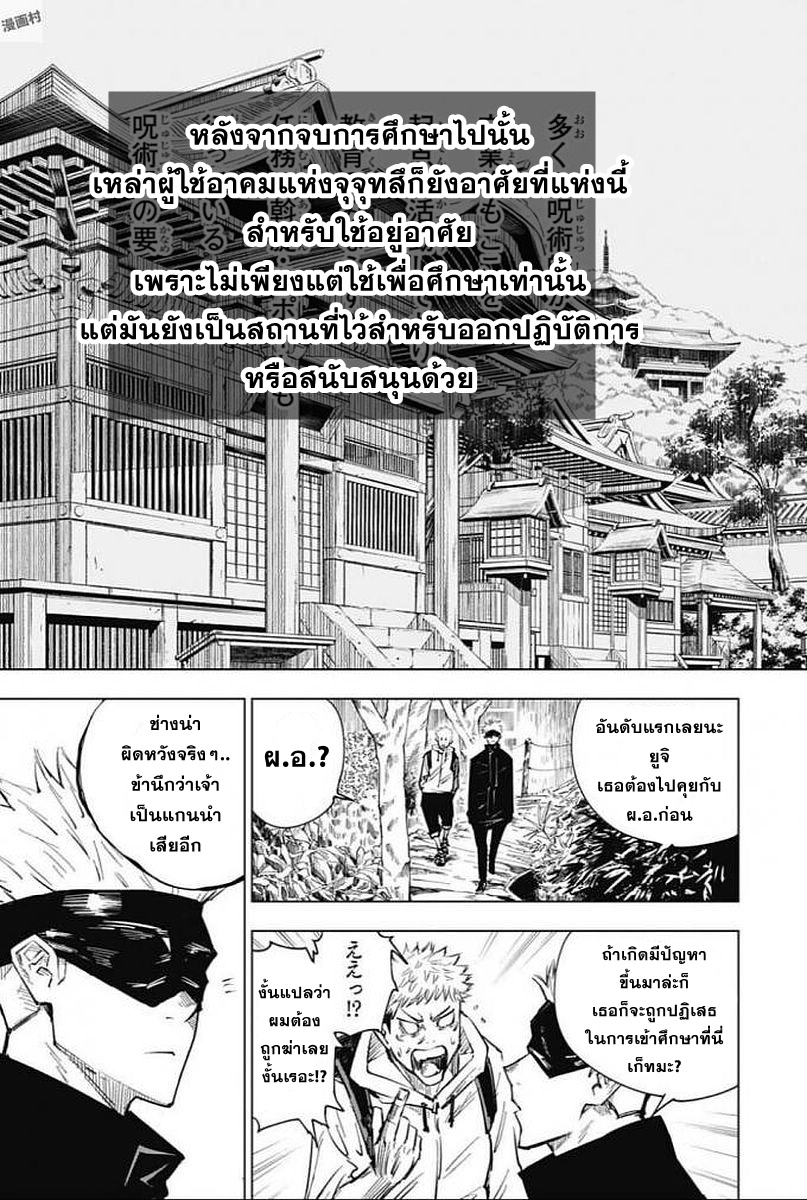 漫画村
หลังจากจบการศึกษาไปนั้น
เหล่าผู้ใช้อาคมแห่งจุจุทสึก็ยังอาศัยที่แห่งนี้
สำหรับใช้อยู่อาศัย
เพราะไม่เพียงแต่ใช้เพื่อศึกษาเท่านั้น
แต่มันยังเป็นสถานที่ไว้สำหรับออกปฏิบัติการ
หรือสนับสนุนด้วย
อันดับแรกเลยนะ
ยูจิ
เธอต้องไปคุยกับ
ผ.อ.ก่อน
ผ.อ.?
ช่างน่า
ผิดหวังจริงๆ..
ข้านึกว่าเจ้า
เป็นแกนนำ
เสียอีก
ถ้าเกิดมีปัญหา
ขึ้นมาล่ะก็
เธอก็จะถูกปฏิเสธ
ในการเข้าศึกษาที่นี่
เก็ทมะ?
ええっ!?
งั้นแปลว่า
ผมต้อง
ถูกฆ่าเลย
งั้นเรอะ!?